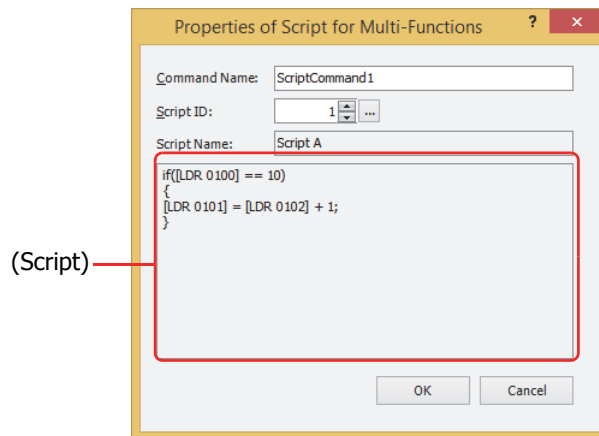 Properties of Script for Multi-Functions ? ×
Command Name: ScriptCommand1
Script ID: 1 ...
Script Name: Script A
if([LDR 0100] == 10)
{
[LDR 0101] = [LDR 0102] + 1;
}
(Script)
OK Cancel